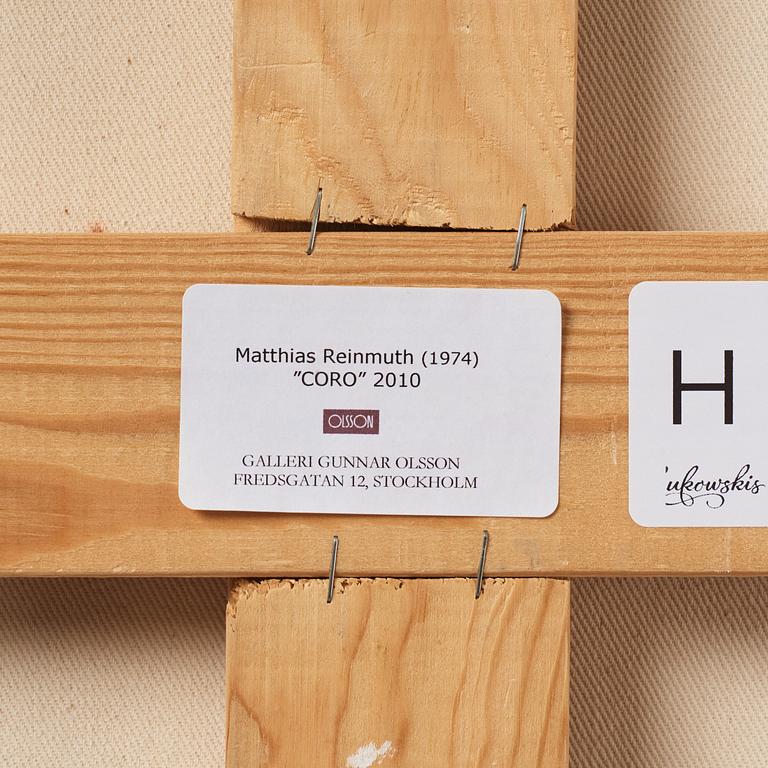 Matthias Reinmuth (1974)
”CORO” 2010
OLSSON
GALLERI GUNNAR OLSSON
FREDSGATAN 12, STOCKHOLM
H
'ukowskis